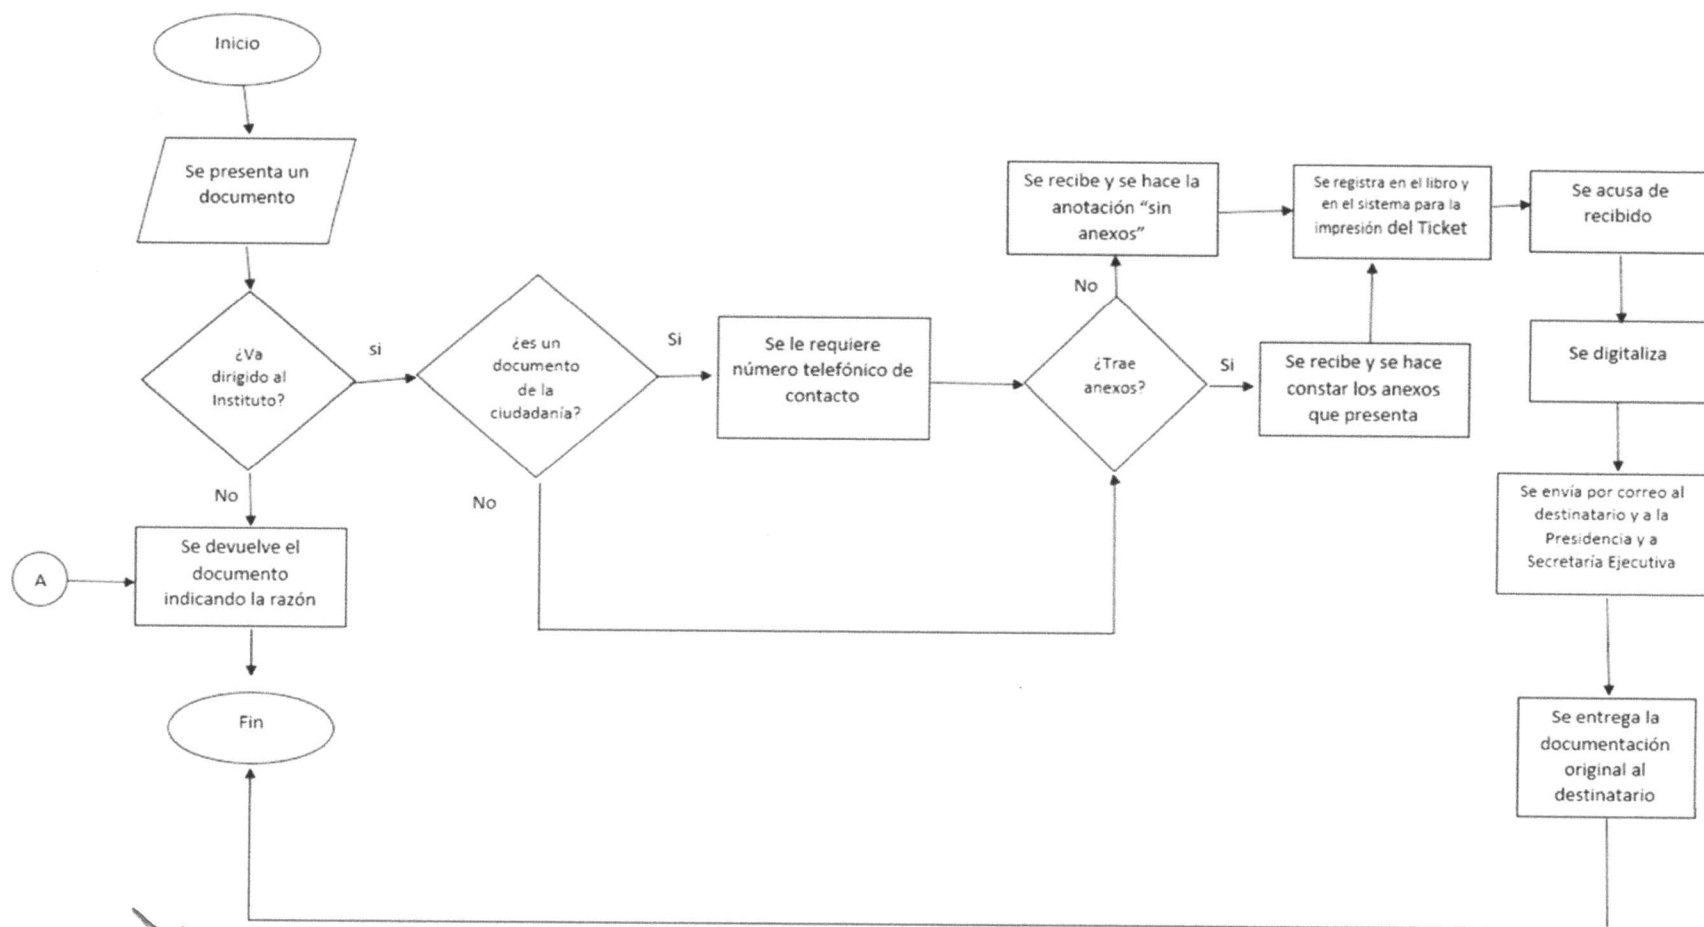 Inicio
Se presenta un
documento
¿Va
dirigido al
Instituto?
si
No
Se devuelve el
documento
indicando la razón
A
Fin
¿es un
documento
de la
ciudadanía?
Si
No
Se le requiere
número telefónico de
contacto
¿Trae
anexos?
No
Si
Se recibe y se hace la
anotación “sin
anexos”
Se recibe y se hace
constar los anexos
que presenta
Se registra en el libro y
en el sistema para la
impresión del Ticket
Se acusa de
recibido
Se digitaliza
Se envía por correo al
destinatario y a la
Presidencia y a
Secretaría Ejecutiva
Se entrega la
documentación
original al
destinatario